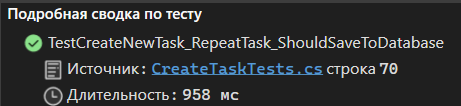 Подробная сводка по тесту
TestCreateNewTask_RepeatTask_ShouldSaveToDatabase
Источник: CreateTaskTests.cs строка 70
Длительность: 958 мс